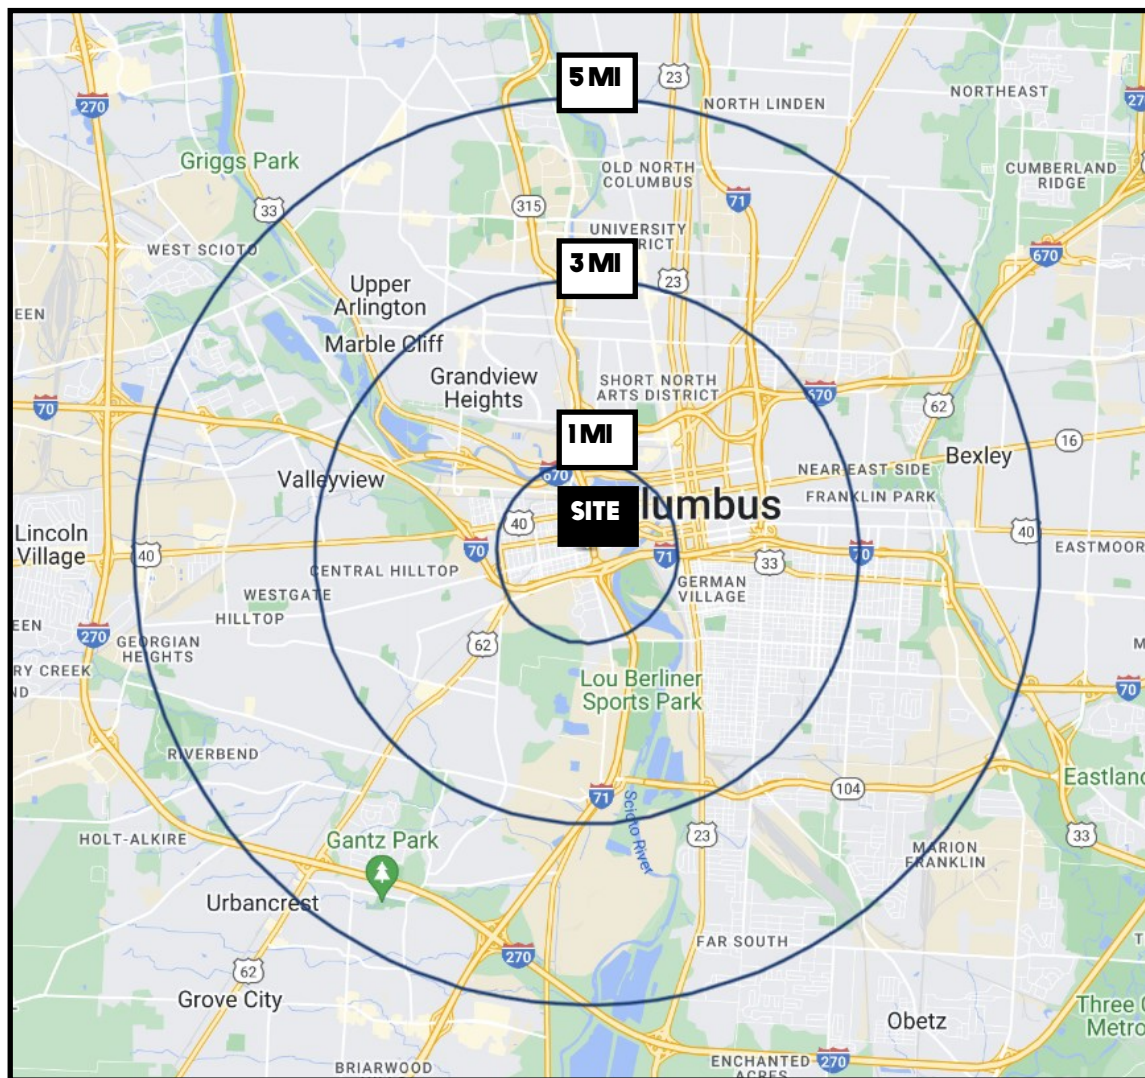 5 MI
23
NORTH LINDEN
NORTHEAST
270
Griggs Park
OLD NORTH
COLUMBUS
CUMBERLAND
RIDGE
33
315
71
WEST SCIOTO
UNIVERSITY
670
3 MI
23
Upper
Arlington
EEN
Marble Cliff
Grandview
Heights
SHORT NORTH
ARTS DISTRICT
70
670
62
1 MI
16
Bexley
Valleyview
670
NEAR EAST SIDE
FRANKLIN PARK
SITE
lumbus
Lincoln
Village
40
40
40
70
71
70
EASTMOOR
CENTRAL HILLTOP
33
WESTGATE
GERMAN
VILLAGE
HILLTOP
EEN
270
GEORGIAN
HEIGHTS
62
RY CREEK
ND
Lou Berliner
Sports Park
70
RIVERBEND
Eastland
71
104
Scioto River
HOLT-ALKIRE
Gantz Park
23
33
MARION
FRANKLIN
Urbancrest
FAR SOUTH
270
62
Grove City
Three C
Metro
Obetz
BRIARWOOD
ENCHANTED
ACRES
270